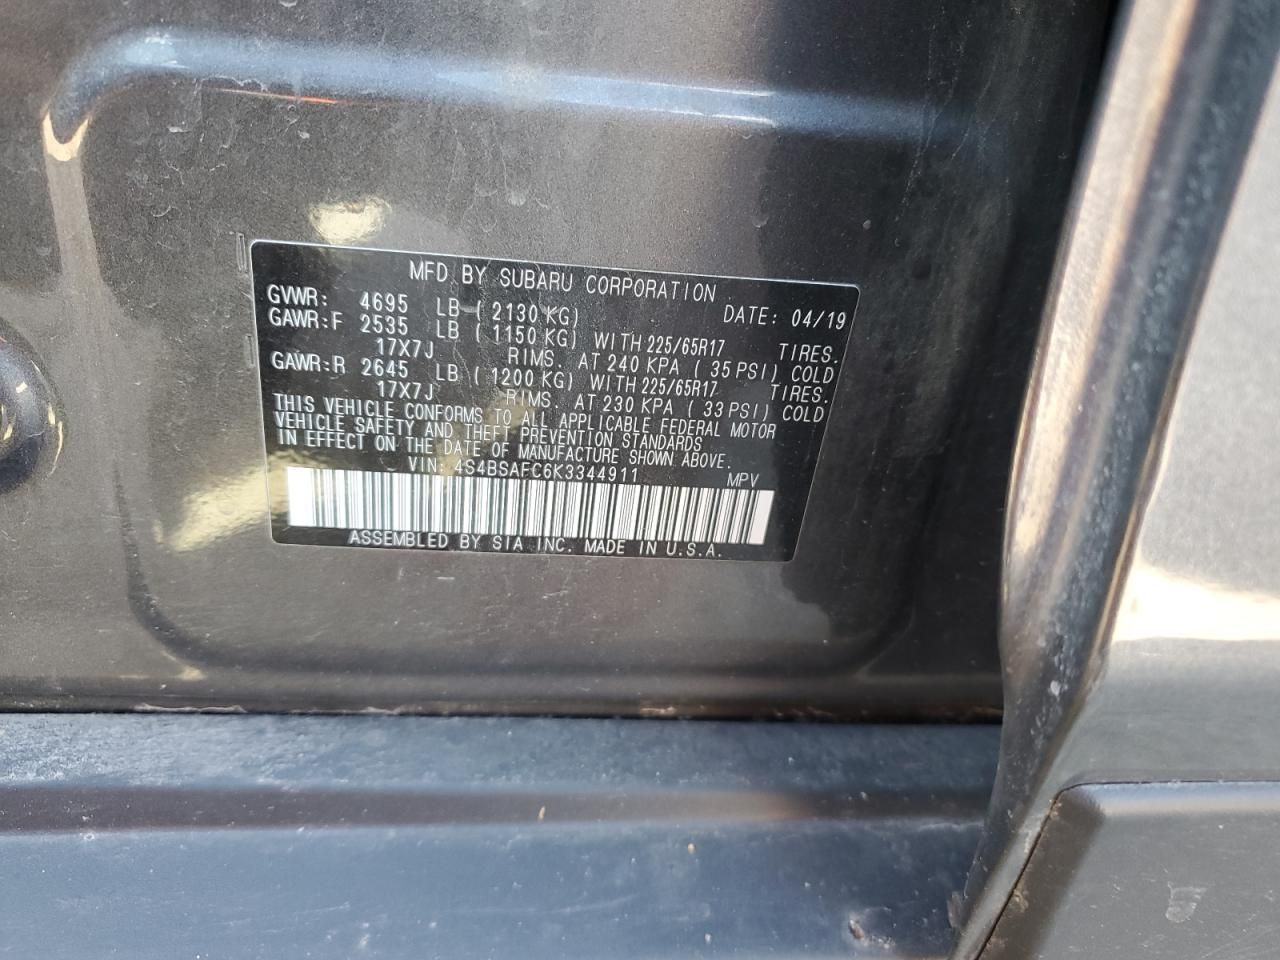 MFD BY SUBARU CORPORATION
GVWR: 4695 LB ( 2130 KG) DATE: 04/19
GAWR:F 2535 LB ( 1150 KG) WITH 225/65R17 TIRES.
17X7J RIMS. AT 240 KPA ( 35 PSI) COLD
GAWR:R 2645 LB ( 1200 KG) WITH 225/65R17 TIRES.
17X7J RIMS. AT 230 KPA ( 33 PSI) COLD
THIS VEHICLE CONFORMS TO ALL APPLICABLE FEDERAL MOTOR
VEHICLE SAFETY AND THEFT PREVENTION STANDARDS
IN EFFECT ON THE DATE OF MANUFACTURE SHOWN ABOVE.
VIN: 4S4BSAFC6K3344911 MPV
ASSEMBLED BY SIA INC. MADE IN U.S.A.